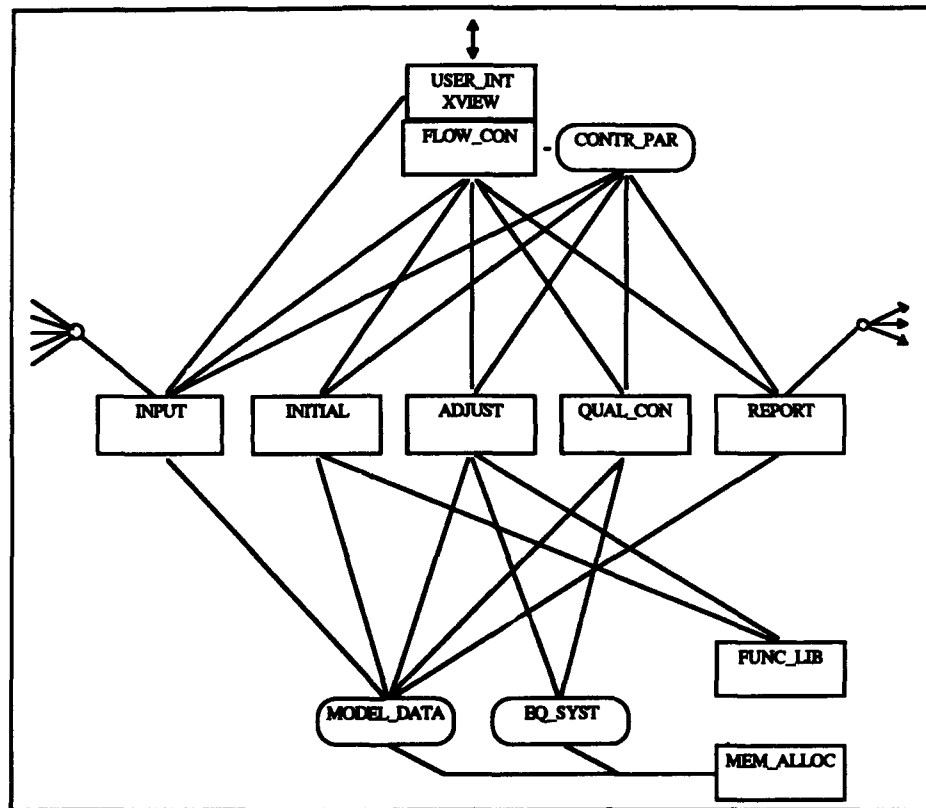 USER_INT
XVIEW
FLOW_CON
CONTR_PAR
INPUT
INITIAL
ADJUST
QUAL_CON
REPORT
FUNC_LIB
MODEL_DATA
EQ_SYST
MEM_ALLOC